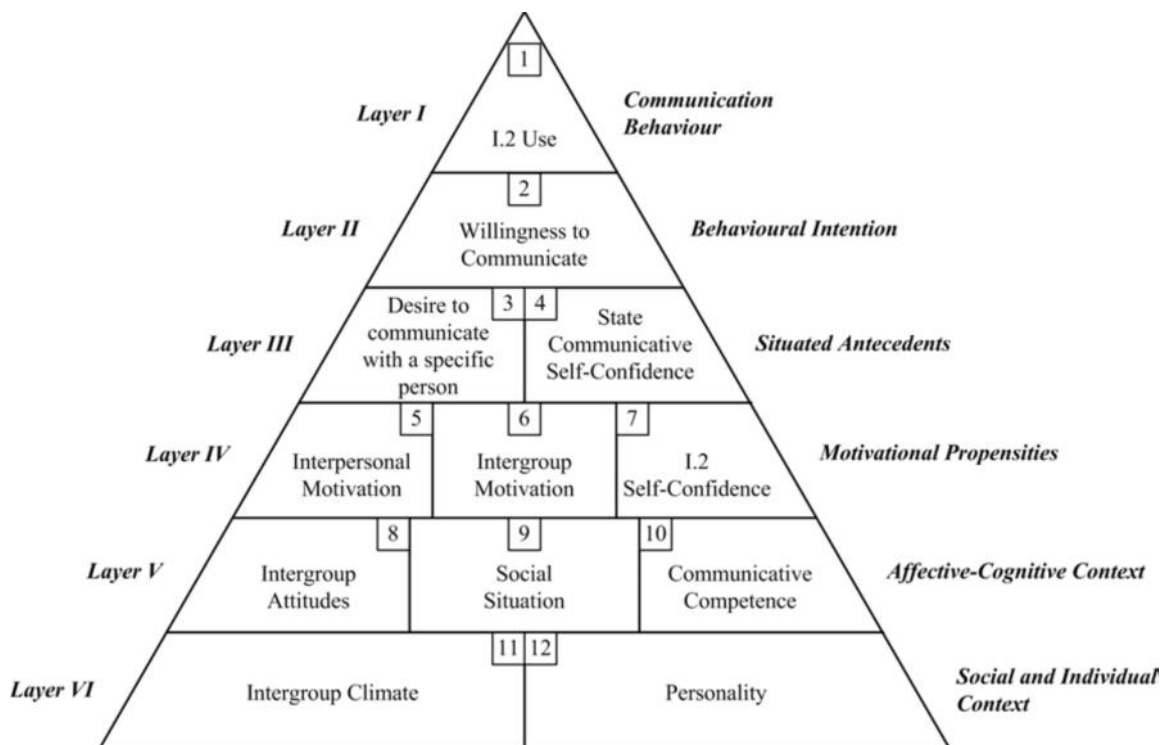 1
Layer I
Communication
Behaviour
I.2 Use
2
Layer II
Willingness to
Communicate
Behavioural Intention
3
4
Layer III
Desire to
communicate
with a specific
person
State
Communicative
Self-Confidence
Situated Antecedents
5
6
7
Layer IV
Interpersonal
Motivation
Intergroup
Motivation
I.2
Self-Confidence
Motivational Propensities
8
9
10
Layer V
Intergroup
Attitudes
Social
Situation
Communicative
Competence
Affective-Cognitive Context
11
12
Layer VI
Intergroup Climate
Personality
Social and Individual
Context